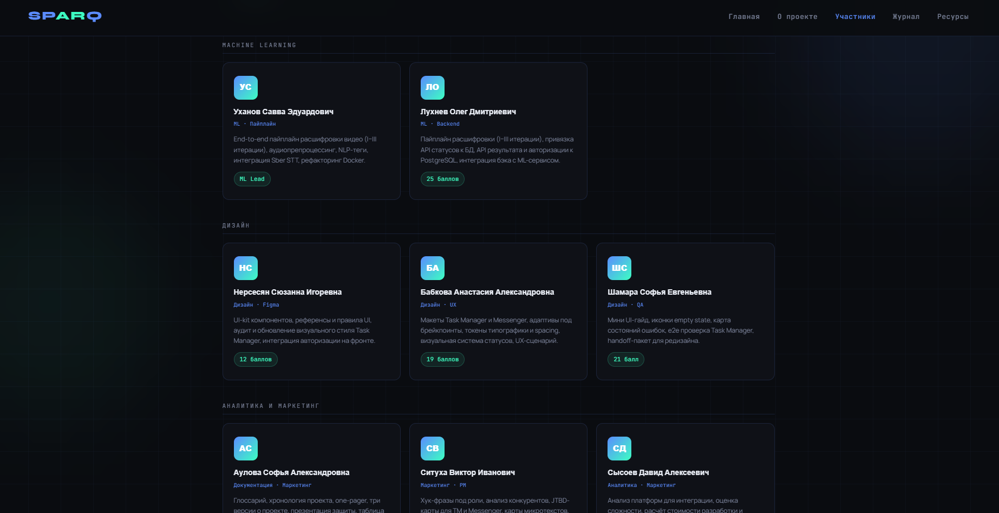 SPARQ
Главная О проекте Участники Журнал Ресурсы
MACHINE LEARNING
УС
Уханов Савва Эдуардович
ML · Пайплайн
End-to-end пайплайн расшифровки видео (I–III
итерации), аудиопрепроцессинг, NLP-теги,
интеграция Sber STT, рефакторинг Docker.
ML Lead
ЛО
Лухнев Олег Дмитриевич
ML · Backend
Пайплайн расшифровки (I–III итерации), привязка
API статусов к БД, API результата и авторизации к
PostgreSQL, интеграция бэка с ML-сервисом.
25 баллов
ДИЗАЙН
НС
Нерсесян Сюзанна Игоревна
Дизайн · Figma
UI-kit компонентов, референсы и правила UI,
аудит и обновление визуального стиля Task
Manager, интеграция авторизации на фронте.
12 баллов
БА
Бабкова Анастасия Александровна
Дизайн · UX
Макеты Task Manager и Messenger, адаптивы под
брейкпоинты, токены типографики и spacing,
визуальная система статусов, UX-сценарий.
19 баллов
ШС
Шамара Софья Евгеньевна
Дизайн · QA
Мини UI-гайд, иконки empty state, карта
состояний ошибок, e2e проверка Task Manager,
handoff-пакет для редизайна.
21 балл
АНАЛИТИКА И МАРКЕТИНГ
АС
Аулова Софья Александровна
Документация · Маркетинг
Глоссарий, хронология проекта, one-pager, три
версии о проекте, презентация защиты, таблица
СВ
Ситуха Виктор Иванович
Маркетинг · PM
Хук-фразы под роли, анализ конкурентов, JTBD-
карты для TM и Messenger, карты микротекстов,
СД
Сысоев Давид Алексеевич
Аналитика · Маркетинг
Анализ платформ для интеграции, оценка
сложности, расчёт стоимости разработки и